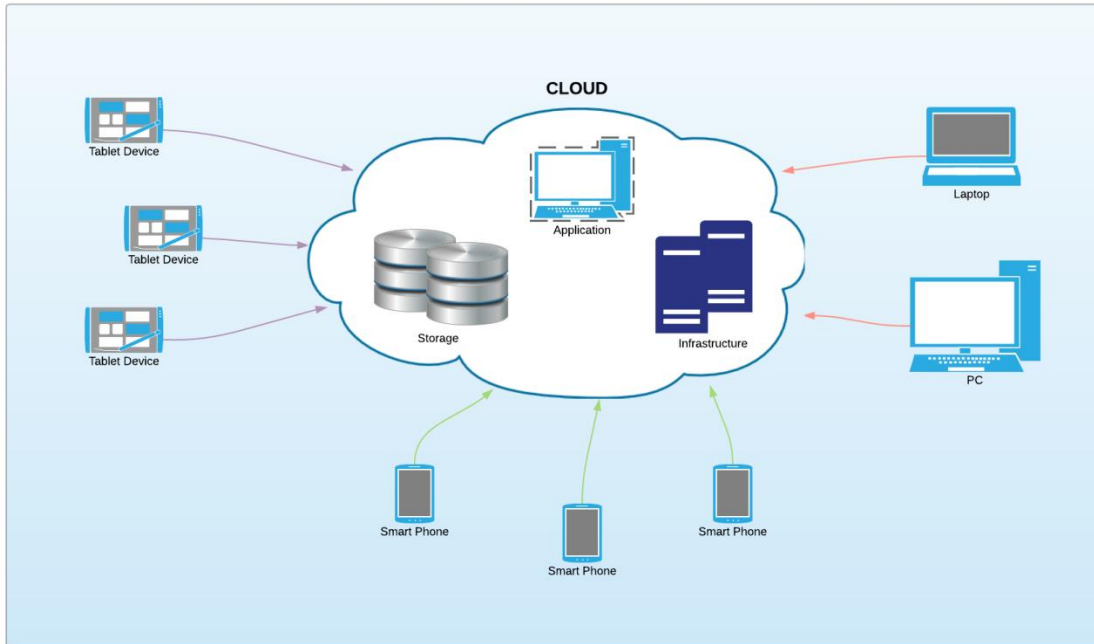 CLOUD
Tablet Device
Application
Laptop
Tablet Device
Storage
Infrastructure
Tablet Device
PC
Smart Phone
Smart Phone
Smart Phone